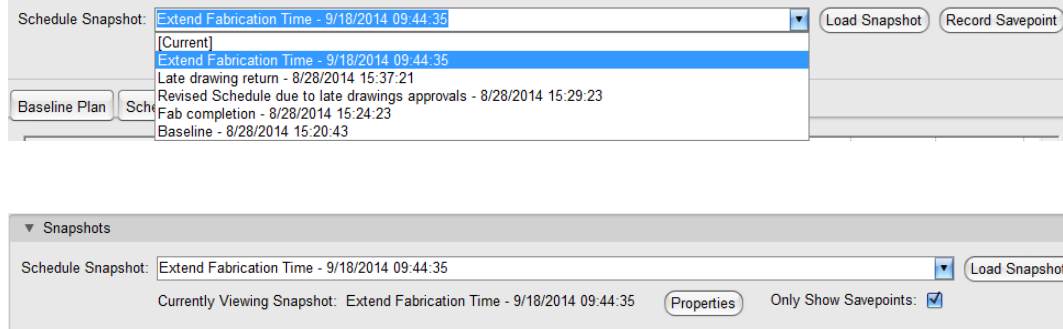 Schedule Snapshot: Extend Fabrication Time - 9/18/2014 09:44:35 Load Snapshot Record Savepoint
[Current]
Extend Fabrication Time - 9/18/2014 09:44:35
Late drawing return - 8/28/2014 15:37:21
Revised Schedule due to late drawings approvals - 8/28/2014 15:29:23
Baseline Plan Sche Fab completion - 8/28/2014 15:24:23
Baseline - 8/28/2014 15:20:43
Snapshots
Schedule Snapshot: Extend Fabrication Time - 9/18/2014 09:44:35 Load Snapshot
Currently Viewing Snapshot: Extend Fabrication Time - 9/18/2014 09:44:35 Properties Only Show Savepoints: